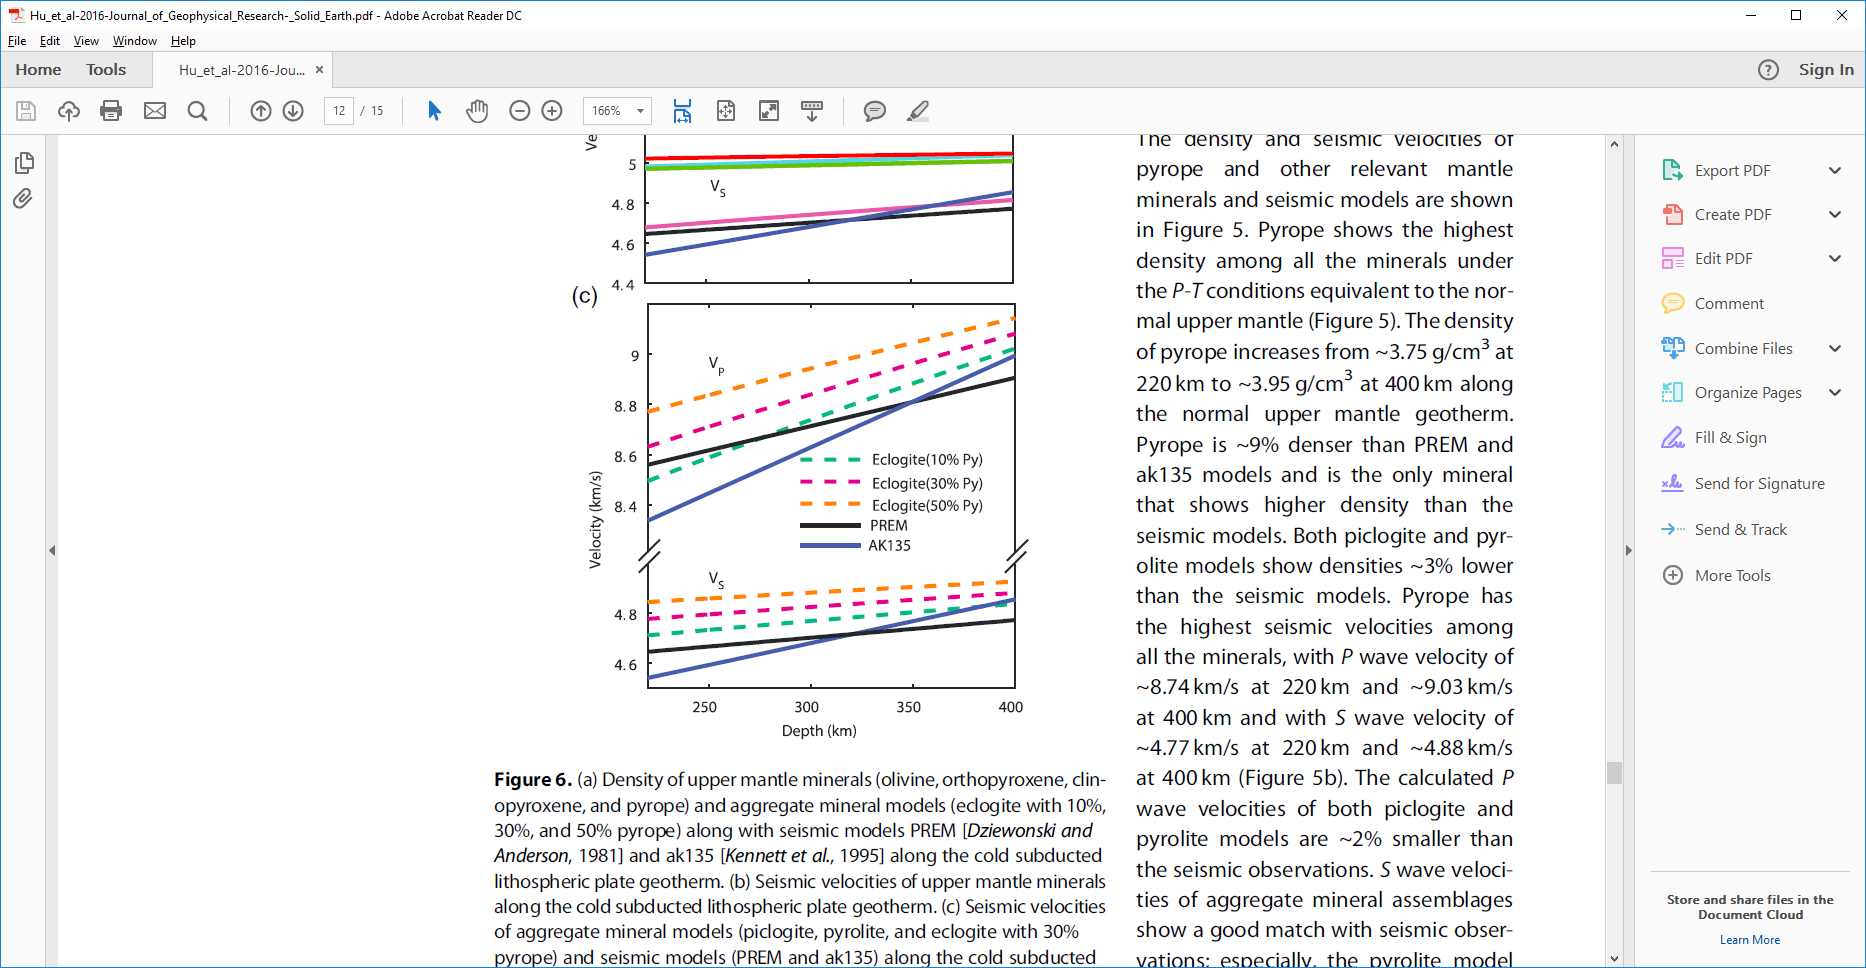 Hu_et_al-2016-Journal_of_Geophysical_Research-_Solid_Earth.pdf - Adobe Acrobat Reader DC
File Edit View Window Help
Home Tools Hu_et_al-2016-Jou... × Sign In
12 / 15 166%
Ve
5
VS
4.8
4.6
4.4
(c)
VP
9
8.8
8.6
8.4
Eclogite(10% Py)
Eclogite(30% Py)
Eclogite(50% Py)
PREM
AK135
Velocity (km/s)
VS
4.8
4.6
250 300 350 400
Depth (km)
Figure 6. (a) Density of upper mantle minerals (olivine, orthopyroxene, clin-
opyroxene, and pyrope) and aggregate mineral models (eclogite with 10%,
30%, and 50% pyrope) along with seismic models PREM [Dziewonski and
Anderson, 1981] and ak135 [Kennett et al., 1995] along the cold subducted
lithospheric plate geotherm. (b) Seismic velocities of upper mantle minerals
along the cold subducted lithospheric plate geotherm. (c) Seismic velocities
of aggregate mineral models (piclogite, pyrolite, and eclogite with 30%
pyrope) and seismic models (PREM and ak135) along the cold subducted
The density and seismic velocities of
pyrope and other relevant mantle
minerals and seismic models are shown
in Figure 5. Pyrope shows the highest
density among all the minerals under
the P-T conditions equivalent to the nor-
mal upper mantle (Figure 5). The density
of pyrope increases from ~3.75 g/cm³ at
220 km to ~3.95 g/cm³ at 400 km along
the normal upper mantle geotherm.
Pyrope is ~9% denser than PREM and
ak135 models and is the only mineral
that shows higher density than the
seismic models. Both piclogite and pyr-
olite models show densities ~3% lower
than the seismic models. Pyrope has
the highest seismic velocities among
all the minerals, with P wave velocity of
~8.74 km/s at 220 km and ~9.03 km/s
at 400 km and with S wave velocity of
~4.77 km/s at 220 km and ~4.88 km/s
at 400 km (Figure 5b). The calculated P
wave velocities of both piclogite and
pyrolite models are ~2% smaller than
the seismic observations. S wave veloci-
ties of aggregate mineral assemblages
show a good match with seismic obser-
vations; especially, the pyrolite model
Export PDF
Create PDF
Edit PDF
Comment
Combine Files
Organize Pages
Fill & Sign
Send for Signature
Send & Track
More Tools
Store and share files in the
Document Cloud
Learn More